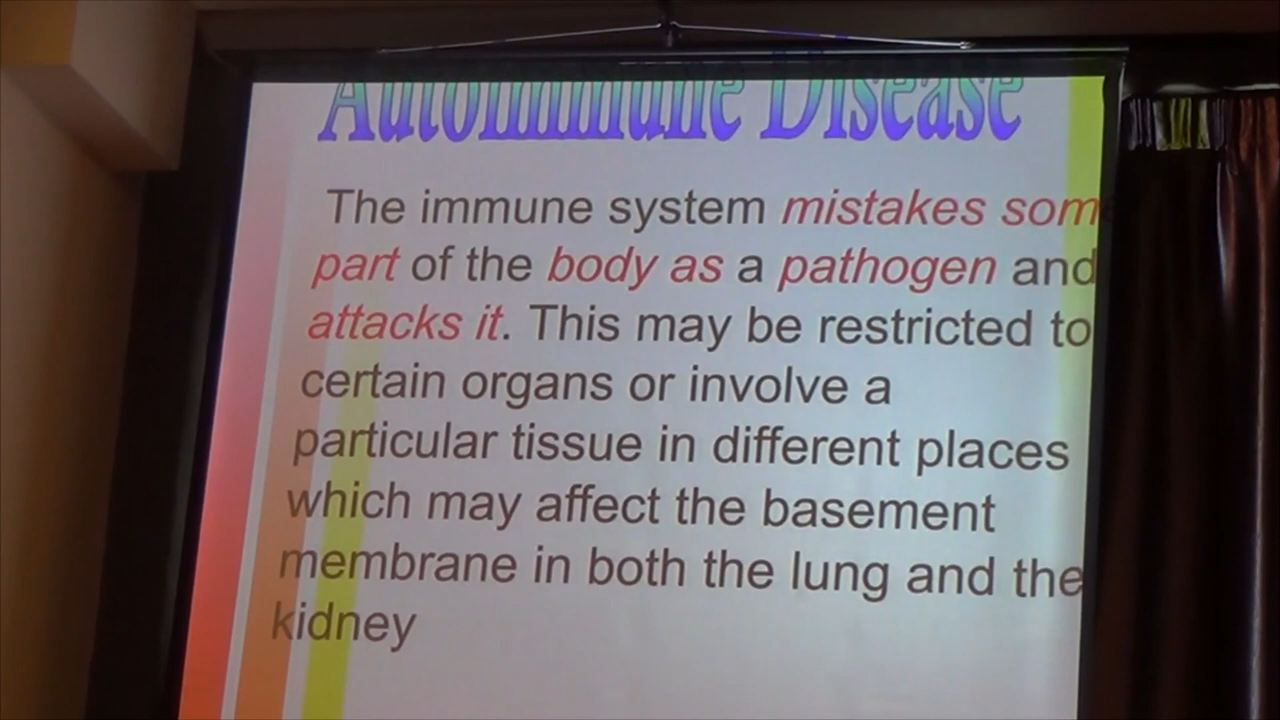 Autoimmune Disease
The immune system mistakes som
part of the body as a pathogen and
attacks it. This may be restricted to
certain organs or involve a
particular tissue in different places
which may affect the basement
membrane in both the lung and the
kidney